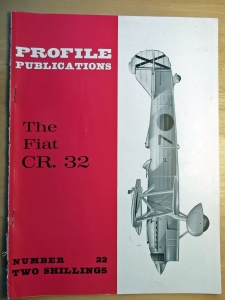 PROFILE
PUBLICATIONS
The
Fiat
CR. 32
NUMBER 22
TWO SHILLINGS